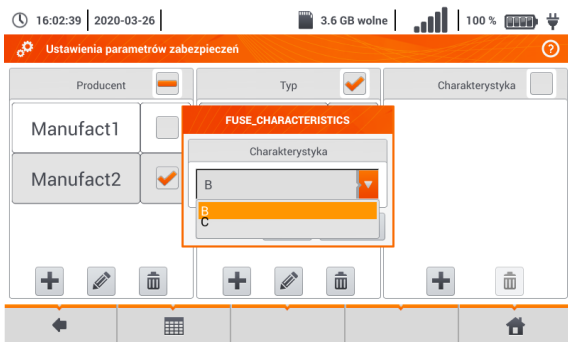 16:02:39 2020-03-26 3.6 GB wolne 100 %
Ustawienia parametrów zabezpieczeń ?
Producent Typ Charakterystyka
FUSE_CHARACTERISTICS
Charakterystyka
Manufact1
Manufact2
B
B
C